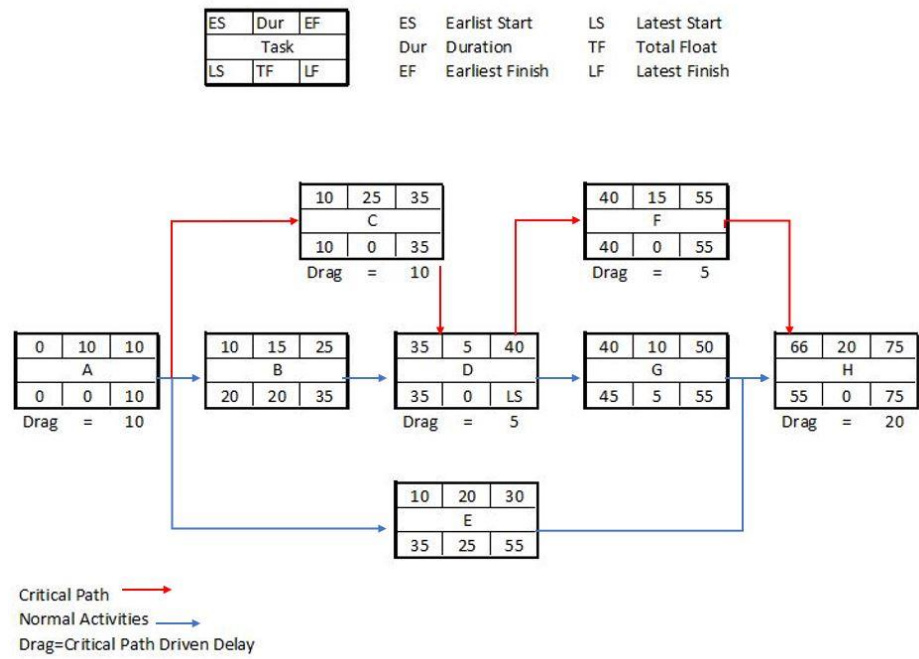 ES Dur EF
Task
LS TF LF
ES Earlist Start LS Latest Start
Dur Duration TF Total Float
EF Earliest Finish LF Latest Finish
10 25 35
C
10 0 35
Drag = 10
40 15 55
F
40 0 55
Drag = 5
0 10 10
A
0 0 10
Drag = 10
10 15 25
B
20 20 35
35 5 40
D
35 0 LS
Drag = 5
40 10 50
G
45 5 55
66 20 75
H
55 0 75
Drag = 20
10 20 30
E
35 25 55
Critical Path
Normal Activities
Drag=Critical Path Driven Delay